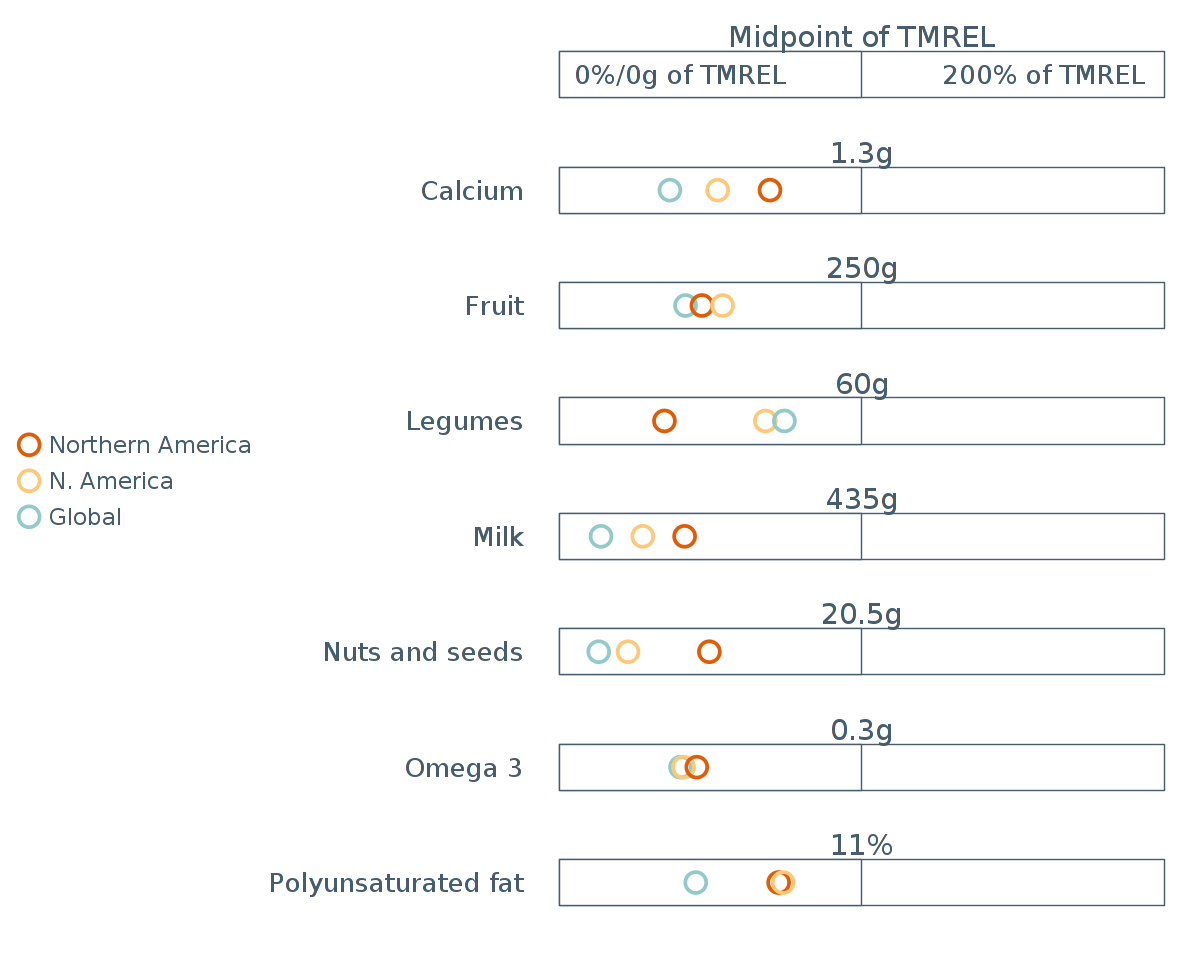 Midpoint of TMREL
0%/0g of TMREL 200% of TMREL
1.3g
Calcium
250g
Fruit
60g
Legumes
Northern America
N. America
Global
435g
Milk
20.5g
Nuts and seeds
0.3g
Omega 3
11%
Polyunsaturated fat